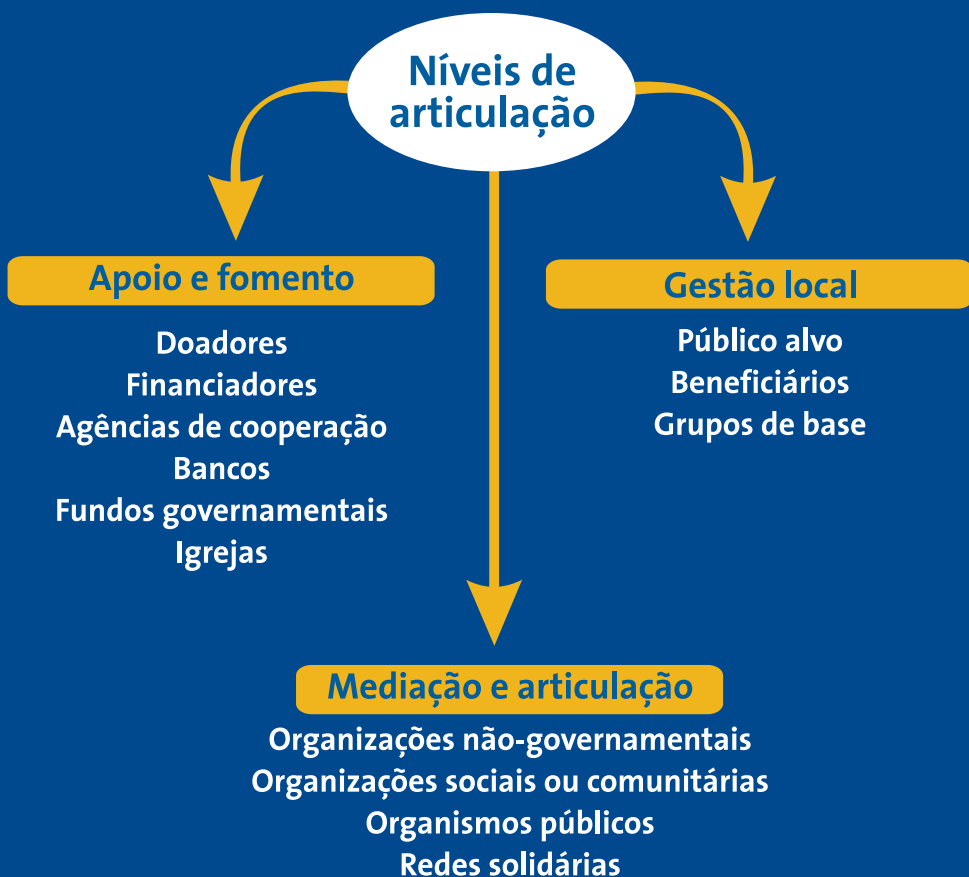 Níveis de
articulação
Apoio e fomento
Doadores
Financiadores
Agências de cooperação
Bancos
Fundos governamentais
Igrejas
Gestão local
Público alvo
Beneficiários
Grupos de base
Mediação e articulação
Organizações não-governamentais
Organizações sociais ou comunitárias
Organismos públicos
Redes solidárias